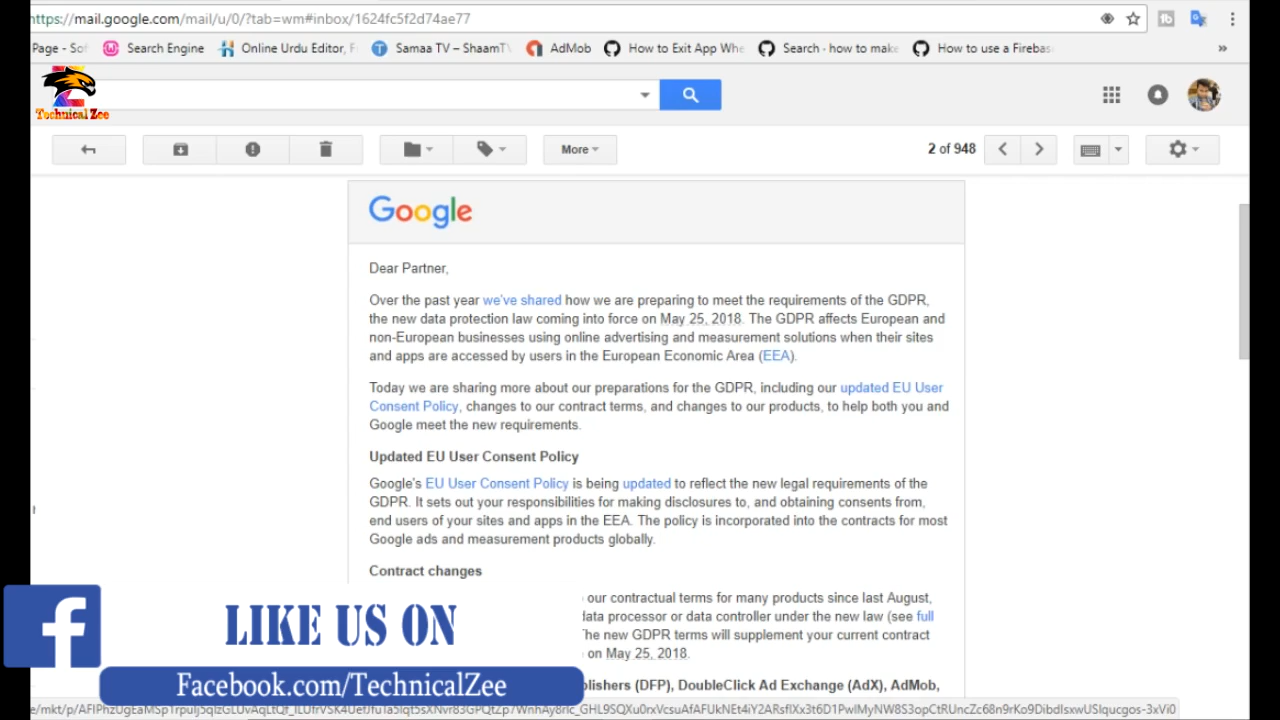 https://mail.google.com/mail/u/0/?tab=wm#inbox/1624fc5f2d74ae77
Page - Sof
Search Engine
Online Urdu Editor, F
Samaa TV – ShaamTV
AdMob
How to Exit App Whe
Search · how to make
How to use a Firebas
»
Technical Zee
More
2 of 948
Google
Dear Partner,
Over the past year we've shared how we are preparing to meet the requirements of the GDPR,
the new data protection law coming into force on May 25, 2018. The GDPR affects European and
non-European businesses using online advertising and measurement solutions when their sites
and apps are accessed by users in the European Economic Area (EEA).
Today we are sharing more about our preparations for the GDPR, including our updated EU User
Consent Policy, changes to our contract terms, and changes to our products, to help both you and
Google meet the new requirements.
Updated EU User Consent Policy
Google's EU User Consent Policy is being updated to reflect the new legal requirements of the
GDPR. It sets out your responsibilities for making disclosures to, and obtaining consents from,
end users of your sites and apps in the EEA. The policy is incorporated into the contracts for most
Google ads and measurement products globally.
Contract changes
our contractual terms for many products since last August,
data processor or data controller under the new law (see full
The new GDPR terms will supplement your current contract
on May 25, 2018.
blishers (DFP), DoubleClick Ad Exchange (AdX), AdMob,
LIKE US ON
Facebook.com/TechnicalZee